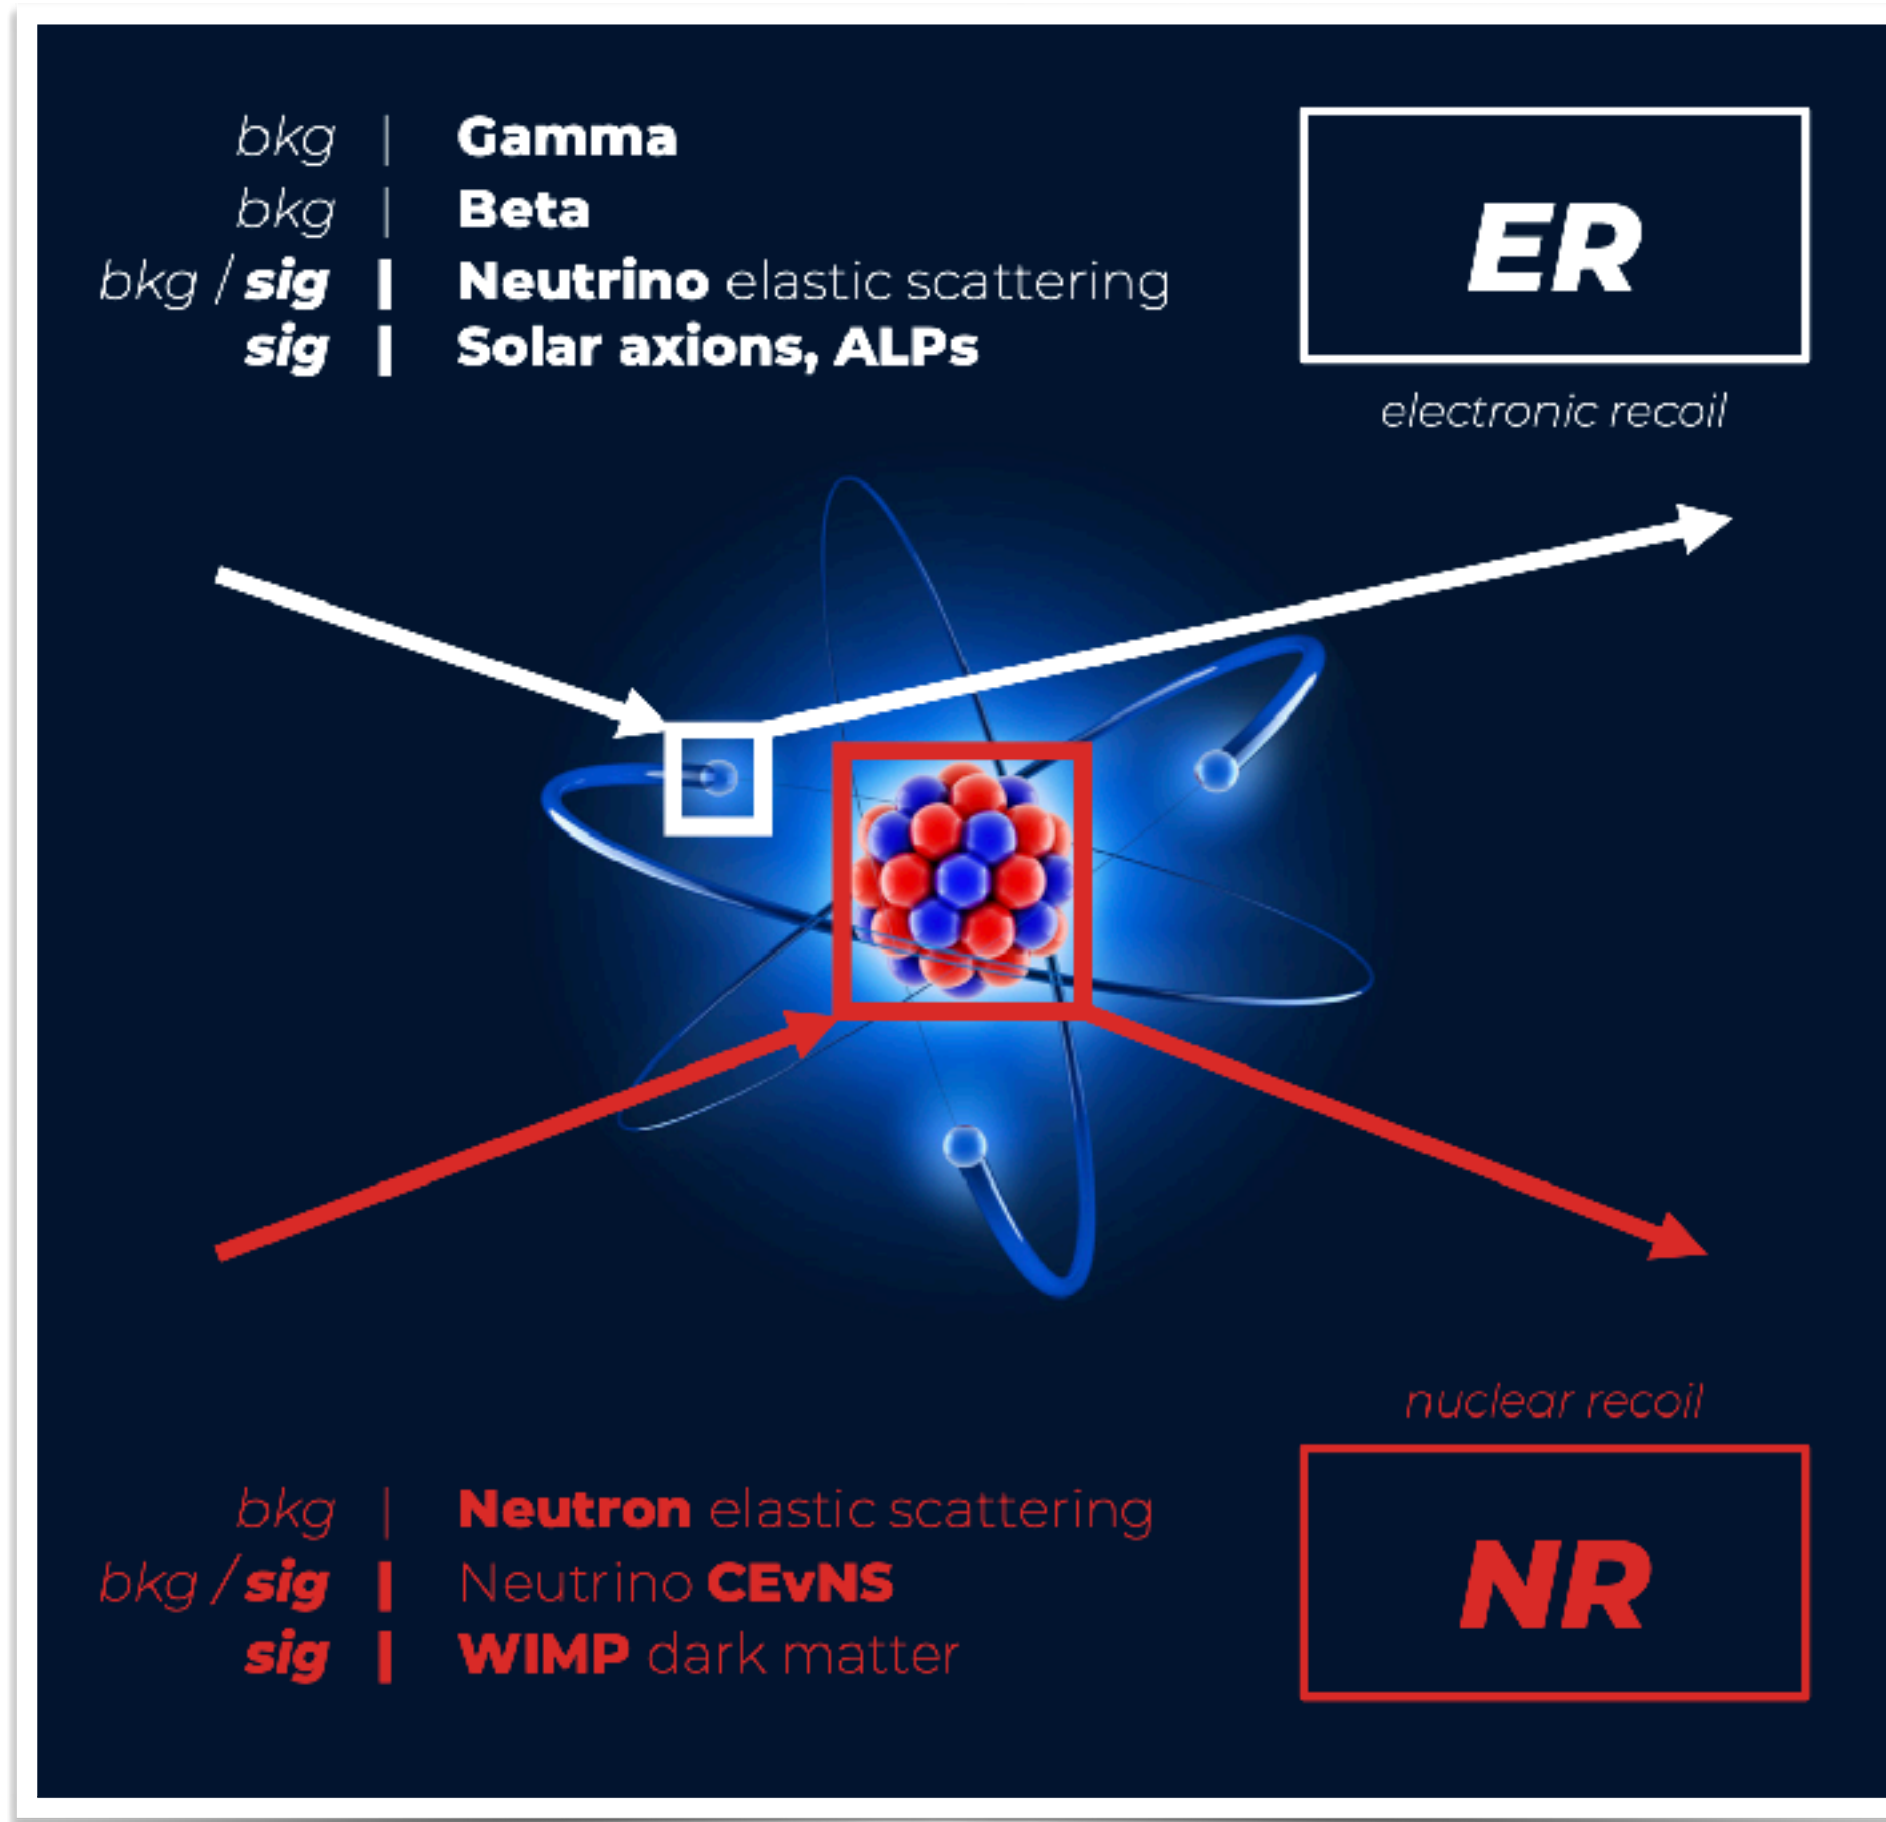 bkg | Gamma
bkg | Beta
bkg / sig | Neutrino elastic scattering
sig | Solar axions, ALPs
ER
electronic recoil
nuclear recoil
NR
bkg | Neutron elastic scattering
bkg / sig | Neutrino CEvNS
sig | WIMP dark matter